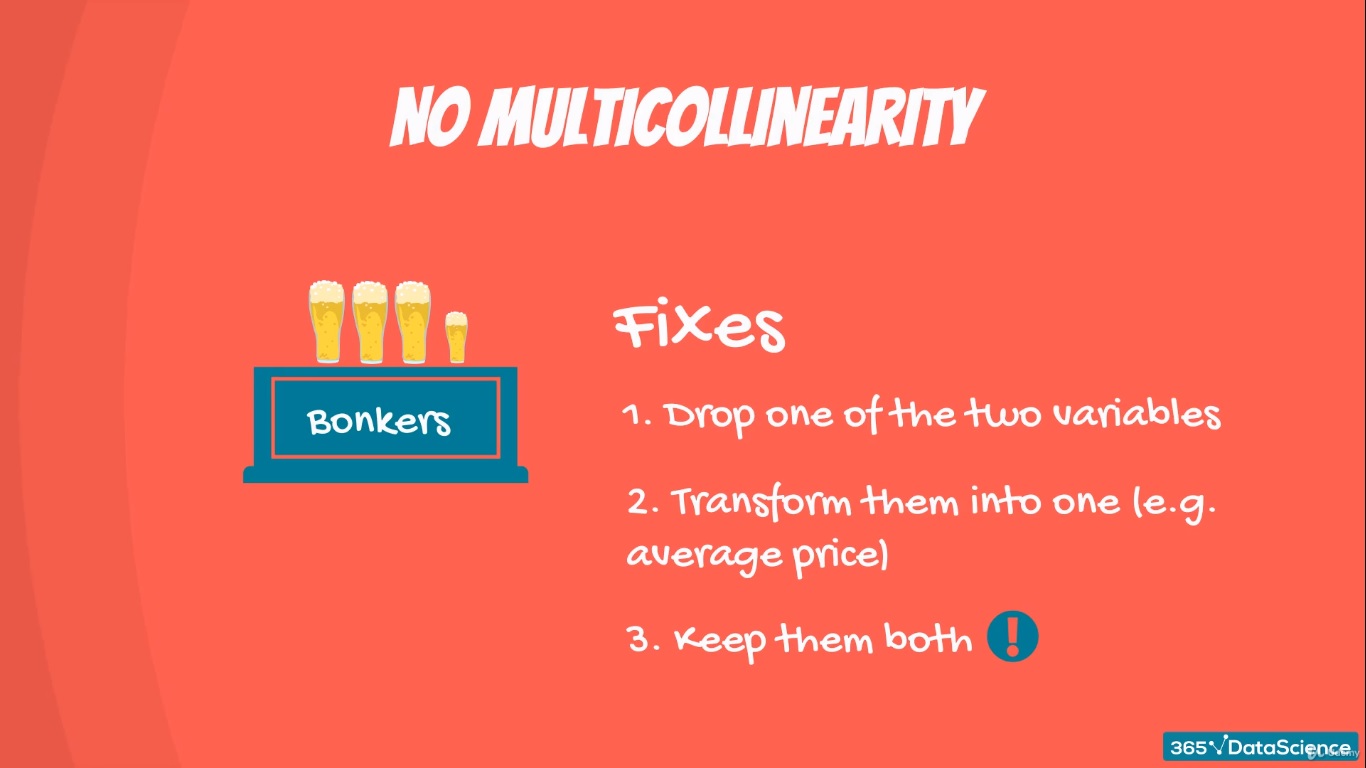 NO MULTICOLLINEARITY
Bonkers
Fixes
1. Drop one of the two variables
2. Transform them into one (e.g.
average price)
3. Keep them both !
365 DataScience
Udemy